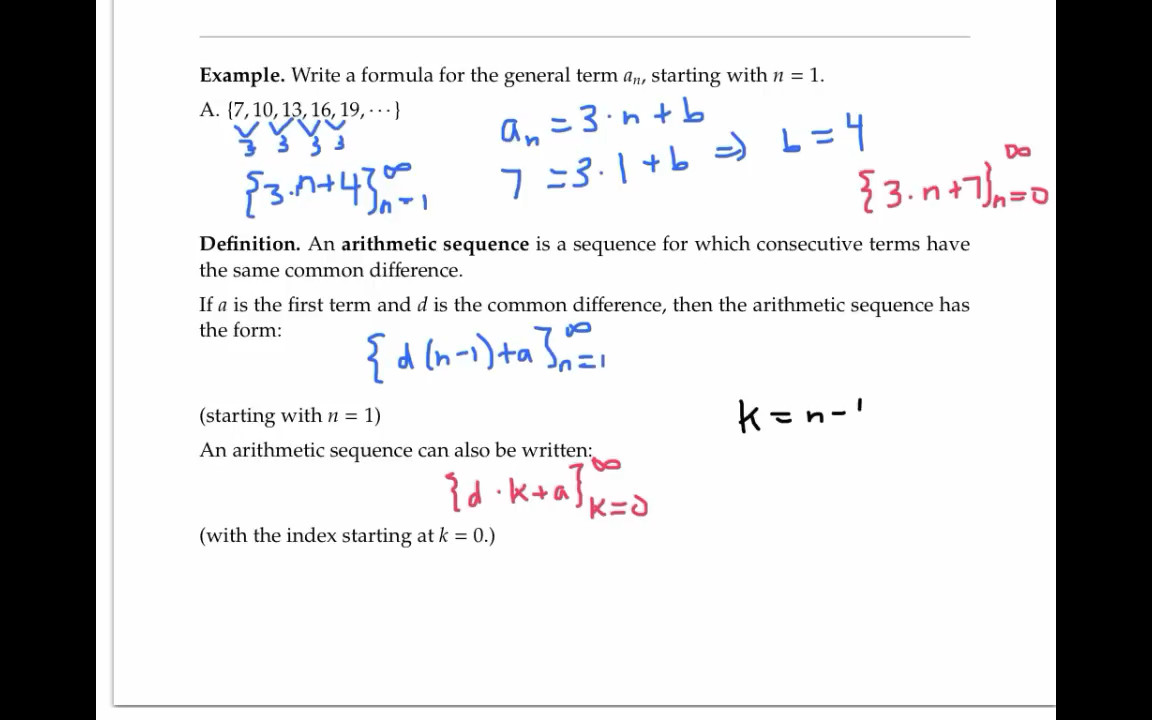 Example. Write a formula for the general term aₙ, starting with n = 1.
A. {7, 10, 13, 16, 19, ⋯}
3 3 3 3
aₙ = 3 · n + b
7 = 3 · 1 + b ⇒ b = 4
{3 · n + 4}^∞_{n=1}
{3 · n + 7}^∞_{n=0}
Definition. An arithmetic sequence is a sequence for which consecutive terms have
the same common difference.
If a is the first term and d is the common difference, then the arithmetic sequence has
the form:
{d (n − 1) + a}^∞_{n=1}
(starting with n = 1)
k = n − 1
An arithmetic sequence can also be written:
{d · k + a}^∞_{k=0}
(with the index starting at k = 0.)